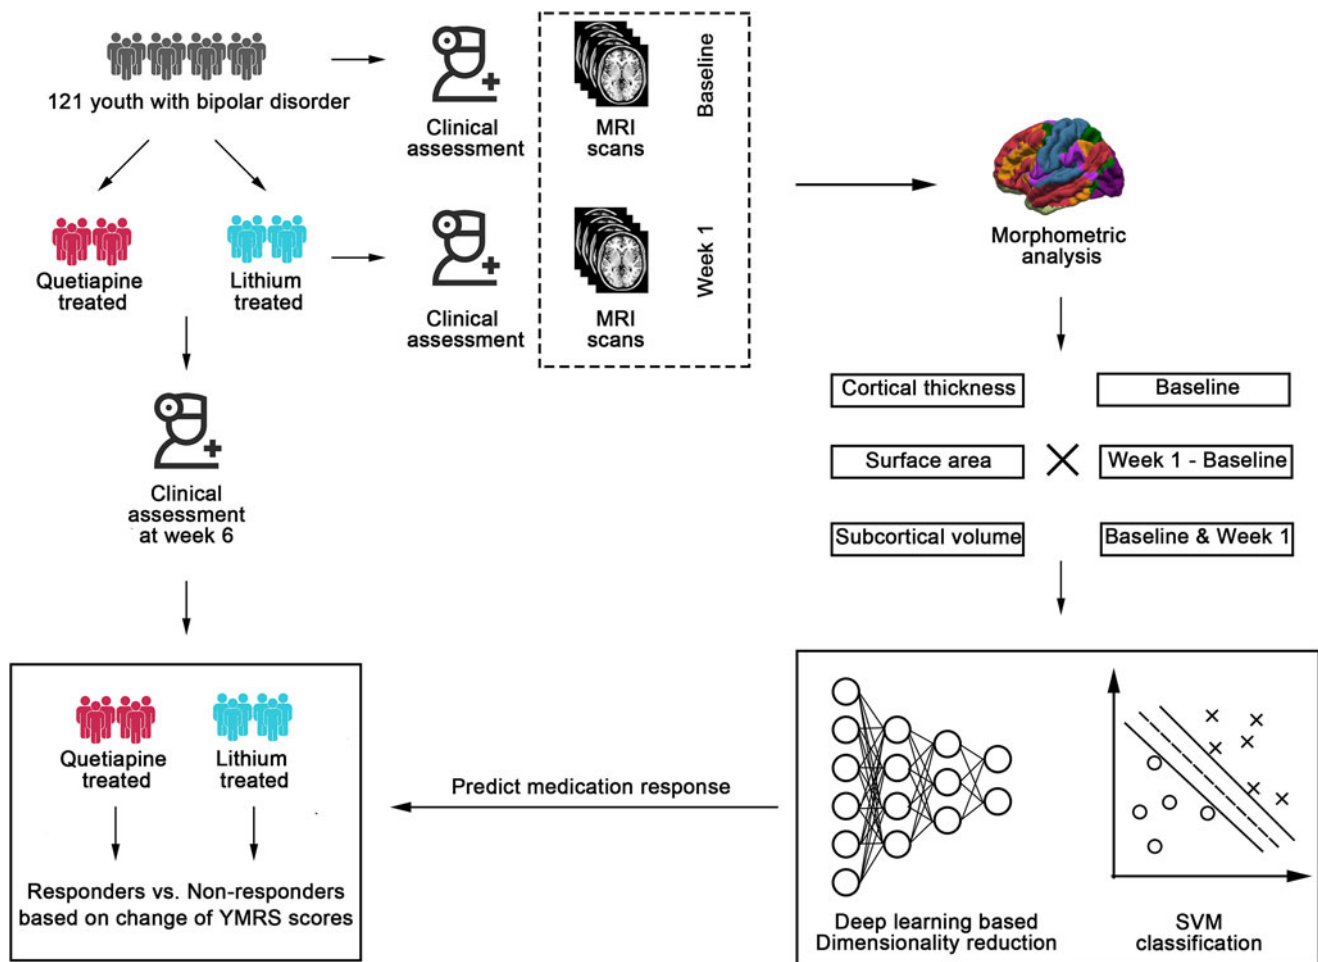 121 youth with bipolar disorder
Clinical
assessment
MRI
scans
Baseline
Quetiapine
treated
Lithium
treated
Clinical
assessment
MRI
scans
Week 1
Morphometric
analysis
Clinical
assessment
at week 6
Cortical thickness
Baseline
Surface area
Week 1 - Baseline
Subcortical volume
Baseline & Week 1
Quetiapine
treated
Lithium
treated
Responders vs. Non-responders
based on change of YMRS scores
Predict medication response
Deep learning based
Dimensionality reduction
SVM
classification